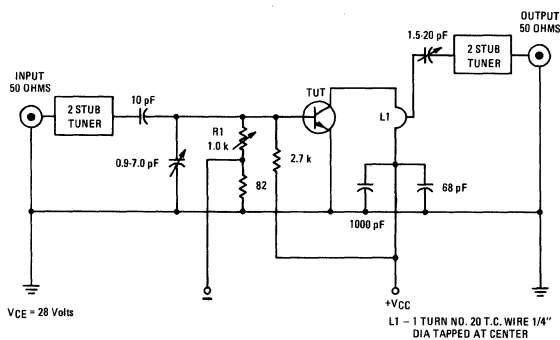 OUTPUT
50 OHMS
1.5-20 pF
2 STUB
TUNER
INPUT
50 OHMS
2 STUB
TUNER
10 pF
TUT
L1
R1
1.0 k
2.7 k
0.9-7.0 pF
82
68 pF
1000 pF
–
+VCC
VCE = 28 Volts
L1 – 1 TURN NO. 20 T.C. WIRE 1/4"
DIA TAPPED AT CENTER